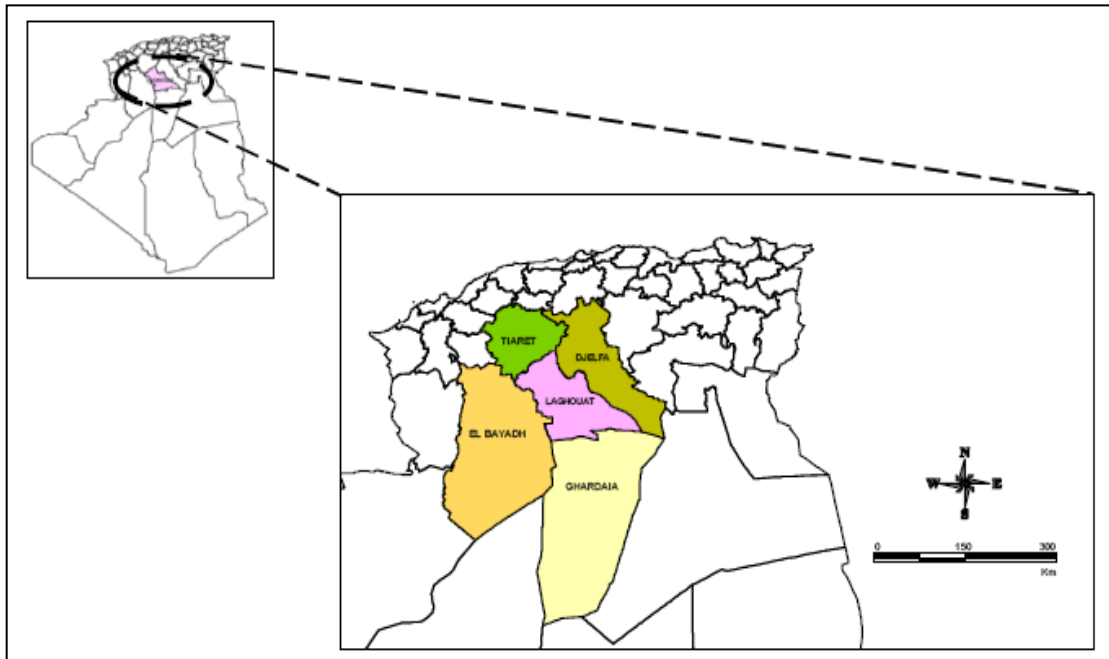 TIARET
DJELFA
LAGHOUAT
EL BAYADH
GHARDAIA
N
W E
S
0 150 300
Km